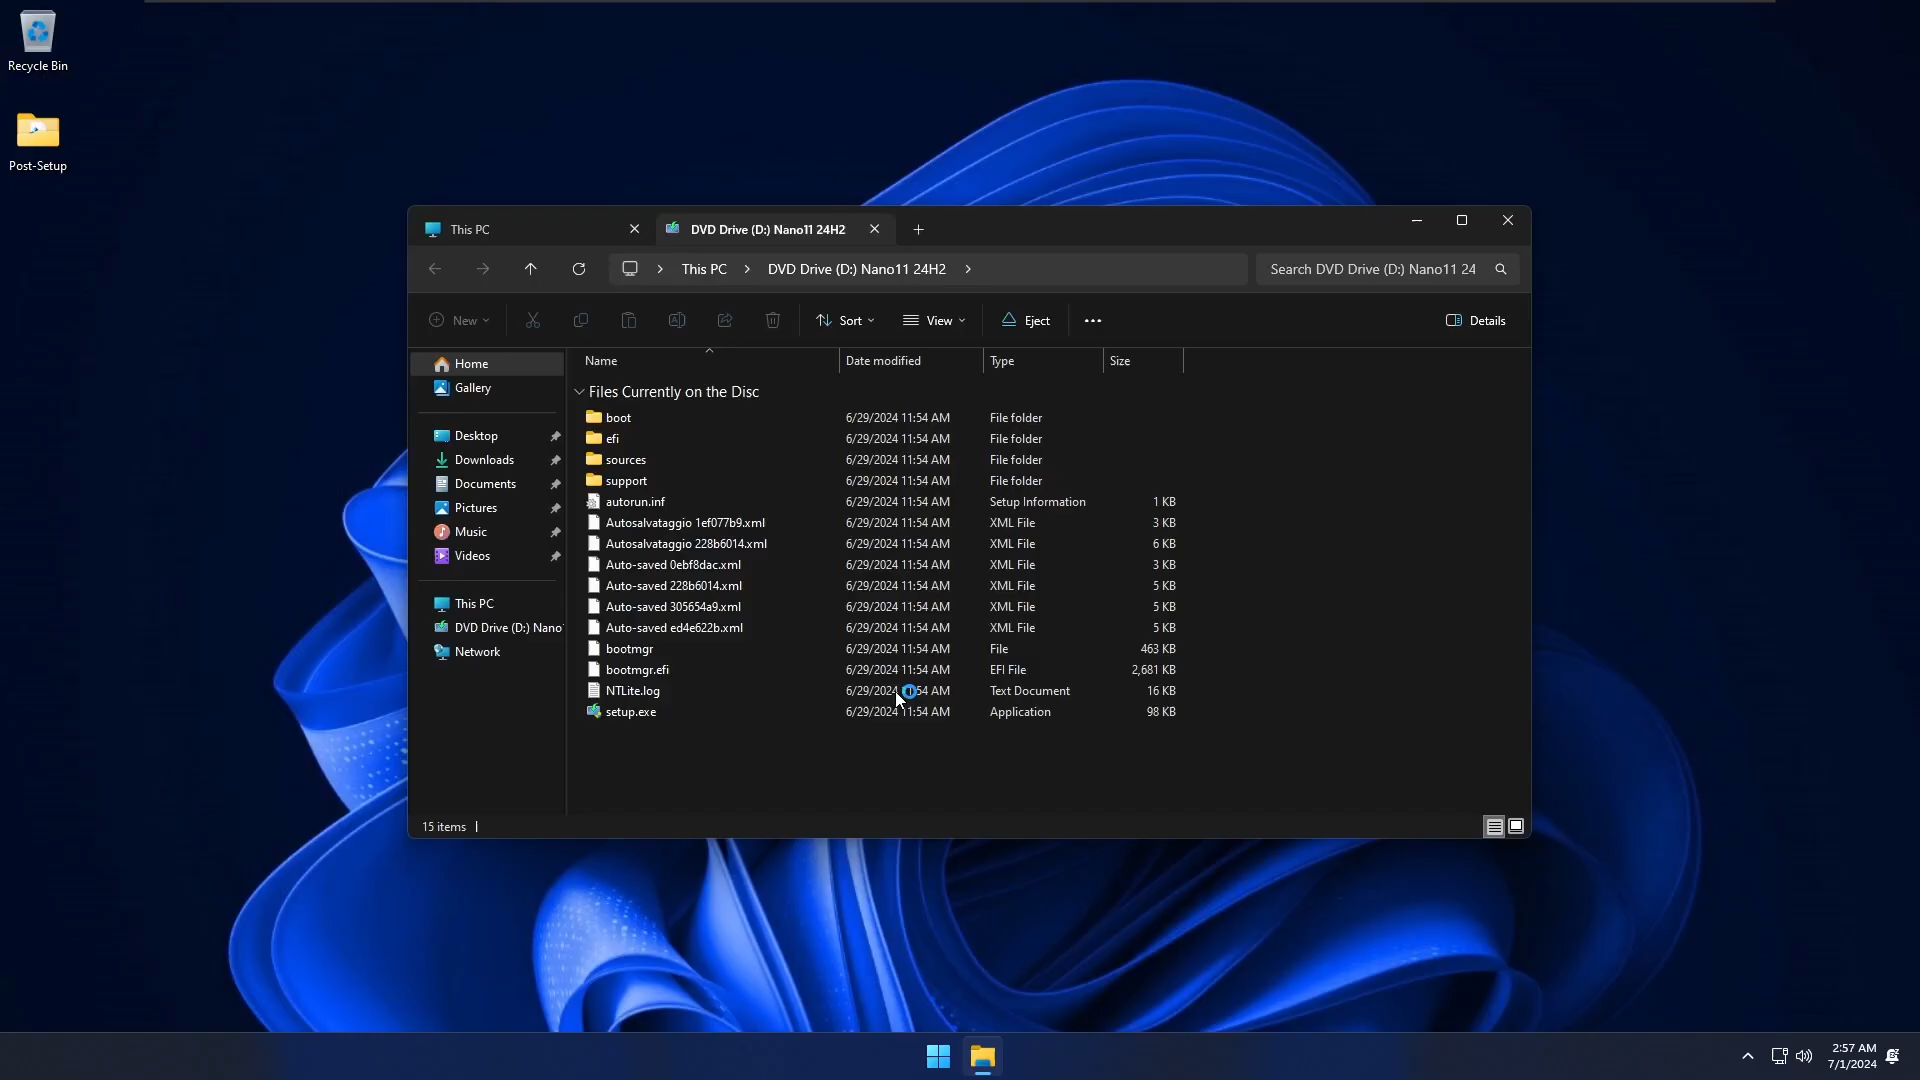 Recycle Bin
Post-Setup
This PC
DVD Drive (D:) Nano11 24H2
This PC
DVD Drive (D:) Nano11 24H2
Search DVD Drive (D:) Nano11 24
New
Sort
View
Eject
Details
Home
Gallery
Desktop
Downloads
Documents
Pictures
Music
Videos
This PC
DVD Drive (D:) Nano
Network
Name Date modified Type Size
Files Currently on the Disc
boot 6/29/2024 11:54 AM File folder
efi 6/29/2024 11:54 AM File folder
sources 6/29/2024 11:54 AM File folder
support 6/29/2024 11:54 AM File folder
autorun.inf 6/29/2024 11:54 AM Setup Information 1 KB
Autosalvataggio 1ef077b9.xml 6/29/2024 11:54 AM XML File 3 KB
Autosalvataggio 228b6014.xml 6/29/2024 11:54 AM XML File 6 KB
Auto-saved 0ebf8dac.xml 6/29/2024 11:54 AM XML File 3 KB
Auto-saved 228b6014.xml 6/29/2024 11:54 AM XML File 5 KB
Auto-saved 305654a9.xml 6/29/2024 11:54 AM XML File 5 KB
Auto-saved ed4e622b.xml 6/29/2024 11:54 AM XML File 5 KB
bootmgr 6/29/2024 11:54 AM File 463 KB
bootmgr.efi 6/29/2024 11:54 AM EFI File 2,681 KB
NTLite.log 6/29/2024 AM Text Document 16 KB
setup.exe 6/29/2024 11:54 AM Application 98 KB
15 items
2:57 AM
7/1/2024